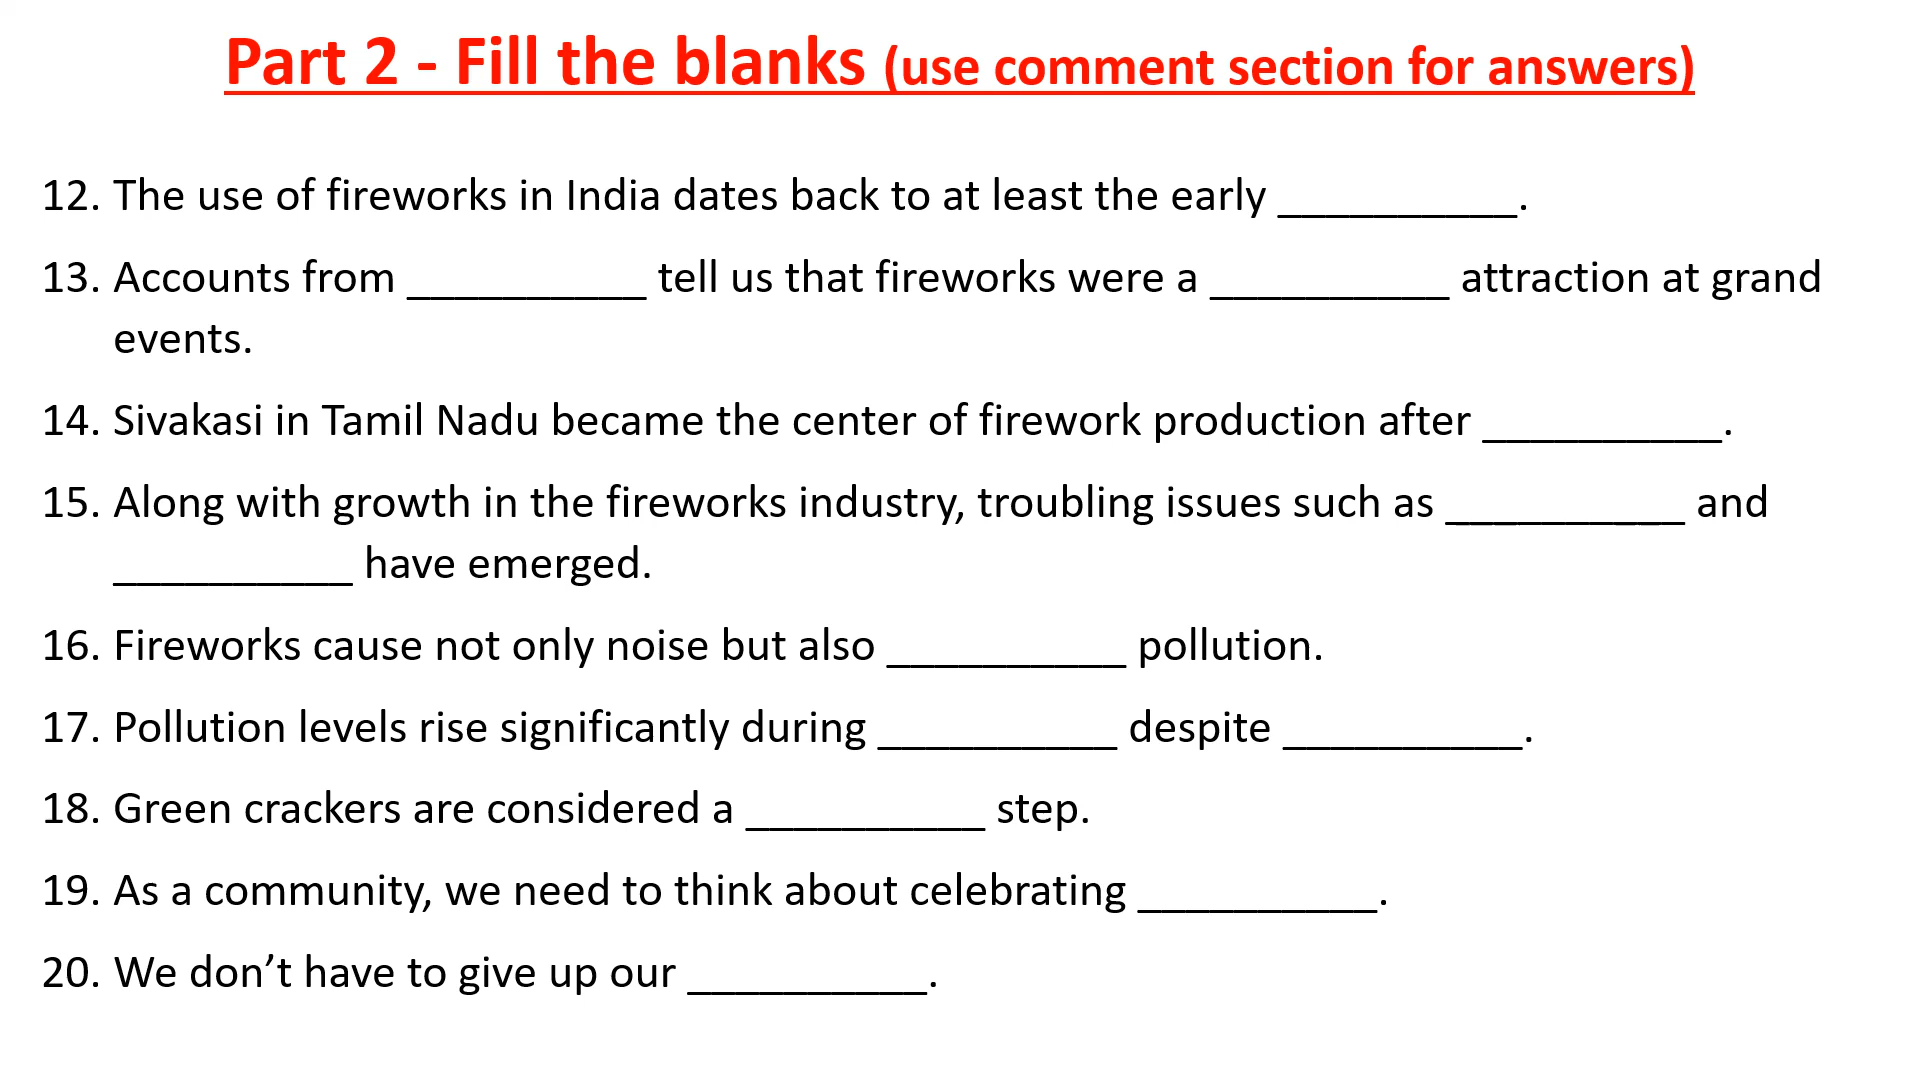 Part 2 - Fill the blanks (use comment section for answers)
12. The use of fireworks in India dates back to at least the early __________.
13. Accounts from __________ tell us that fireworks were a __________ attraction at grand
events.
14. Sivakasi in Tamil Nadu became the center of firework production after __________.
15. Along with growth in the fireworks industry, troubling issues such as __________ and
__________ have emerged.
16. Fireworks cause not only noise but also __________ pollution.
17. Pollution levels rise significantly during __________ despite __________.
18. Green crackers are considered a __________ step.
19. As a community, we need to think about celebrating __________.
20. We don’t have to give up our __________.